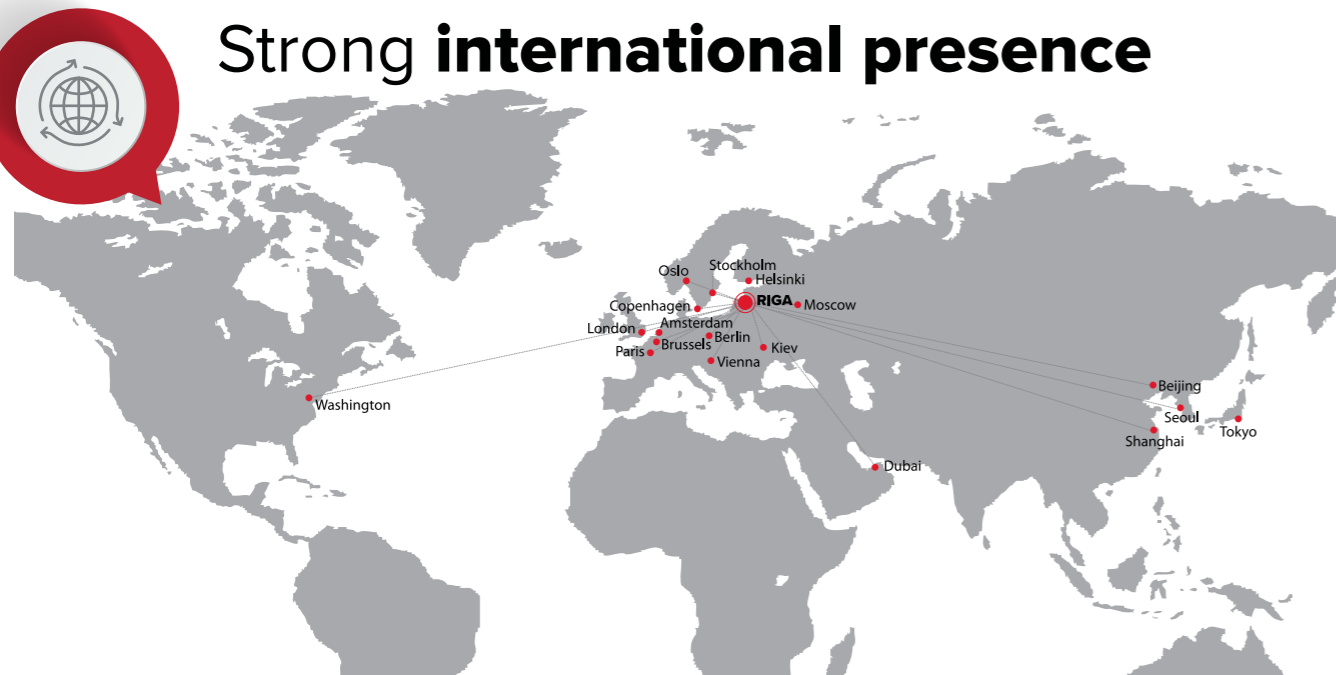 Strong international presence
Stockholm
Oslo
Helsinki
Copenhagen
RIGA
Moscow
London
Amsterdam
Berlin
Brussels
Paris
Kiev
Vienna
Beijing
Washington
Seoul
Tokyo
Shanghai
Dubai